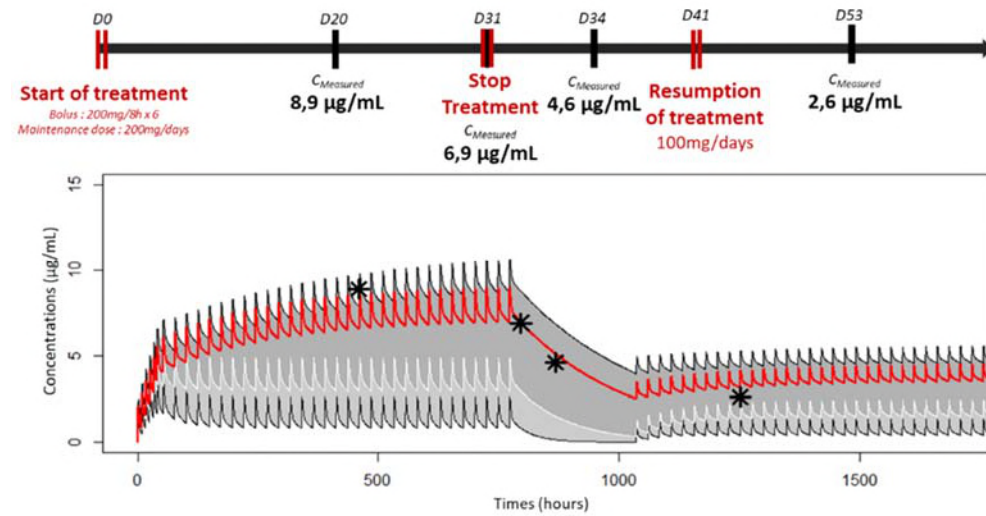 D0
D20
D31
D34
D41
D53
Start of treatment
Bolus : 200mg/8h x 6
Maintenance dose : 200mg/days
CMeasured
8,9 µg/mL
Stop
Treatment
CMeasured
6,9 µg/mL
CMeasured
4,6 µg/mL
Resumption
of treatment
100mg/days
CMeasured
2,6 µg/mL
Concentrations (µg/mL)
15
10
5
0
0
500
1000
1500
Times (hours)